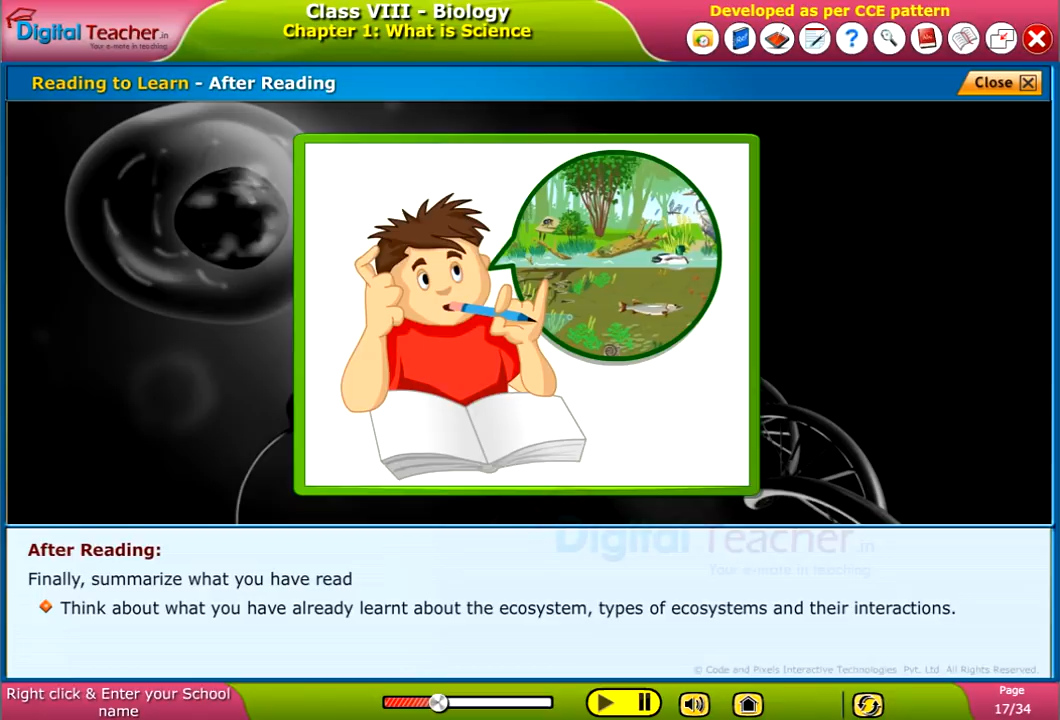 Digital Teacher.in
Your e-mate in teaching
Class VIII - Biology
Chapter 1: What is Science
Developed as per CCE pattern
Reading to Learn - After Reading
Close
After Reading:
Finally, summarize what you have read
Think about what you have already learnt about the ecosystem, types of ecosystems and their interactions.
Digital Teacher.in
Your e-mate in teaching
© Code and Pixels Interactive Technologies. Pvt. Ltd. All Rights Reserved.
Right click & Enter your School
name
Page
17/34